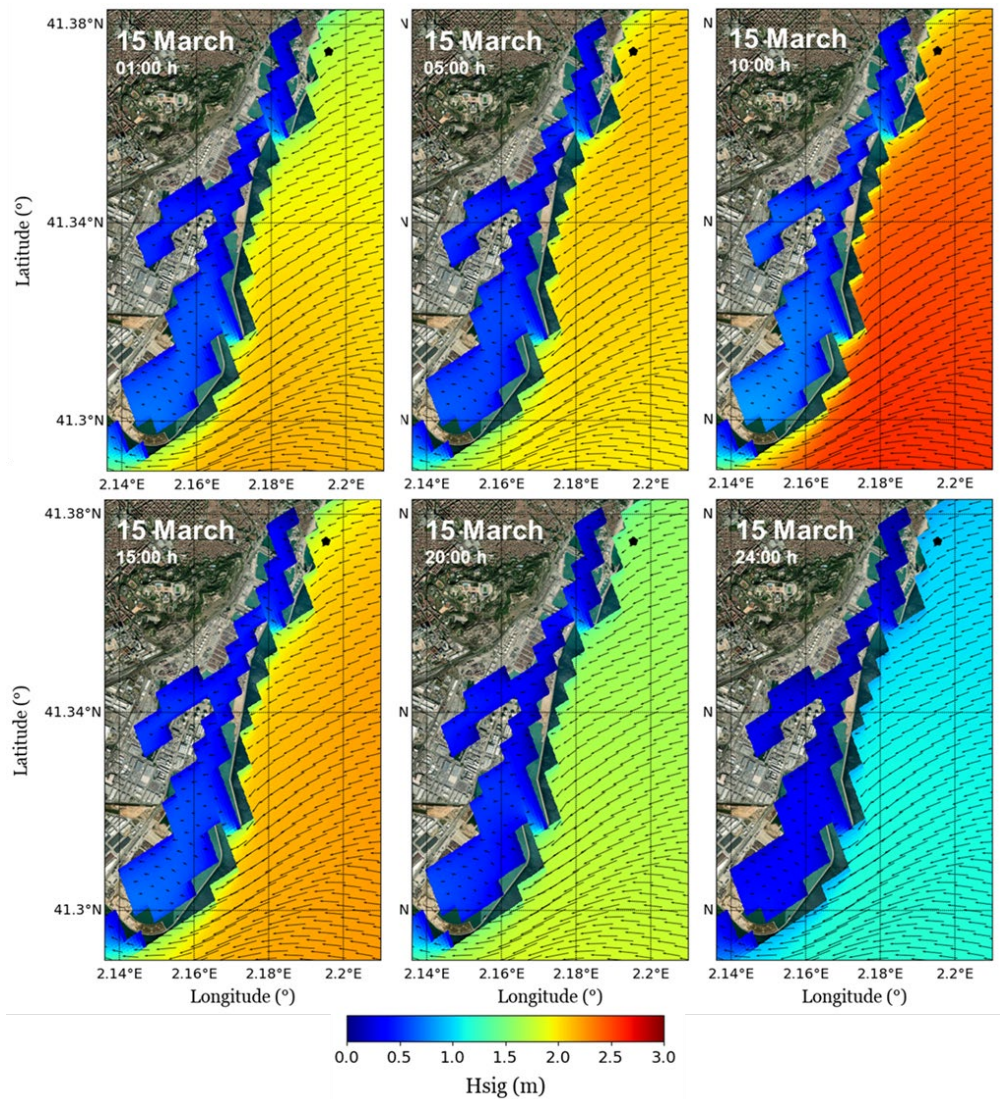 41.38°N
41.34°N
41.3°N
Latitude (°)
15 March
01:00 h
2.14°E 2.16°E 2.18°E 2.2°E
N
N
N
15 March
05:00 h
2.14°E 2.16°E 2.18°E 2.2°E
N
N
N
15 March
10:00 h
2.14°E 2.16°E 2.18°E 2.2°E
41.38°N
41.34°N
41.3°N
Latitude (°)
15 March
15:00 h
2.14°E 2.16°E 2.18°E 2.2°E
Longitude (°)
N
N
N
15 March
20:00 h
2.14°E 2.16°E 2.18°E 2.2°E
Longitude (°)
N
N
N
15 March
24:00 h
2.14°E 2.16°E 2.18°E 2.2°E
Longitude (°)
0.0 0.5 1.0 1.5 2.0 2.5 3.0
Hsig (m)